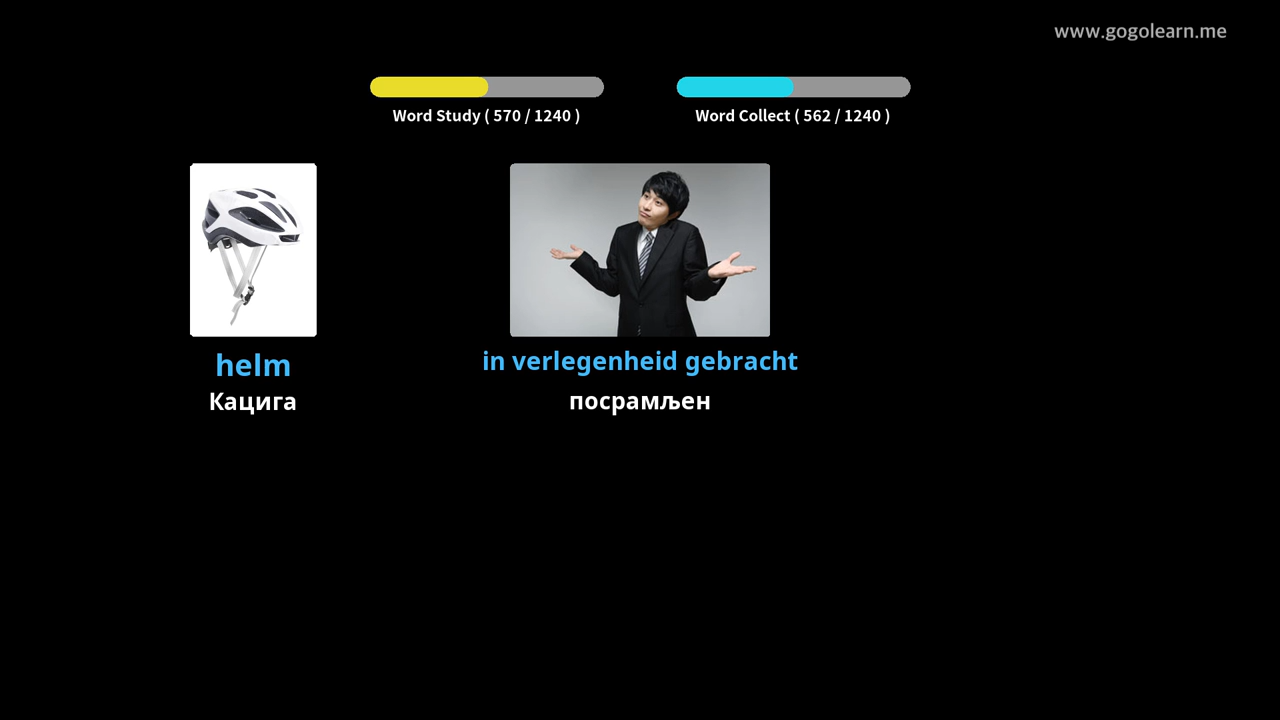 www.gogolearn.me
Word Study ( 570 / 1240 )
Word Collect ( 562 / 1240 )
helm
Кацига
in verlegenheid gebracht
посрамљен